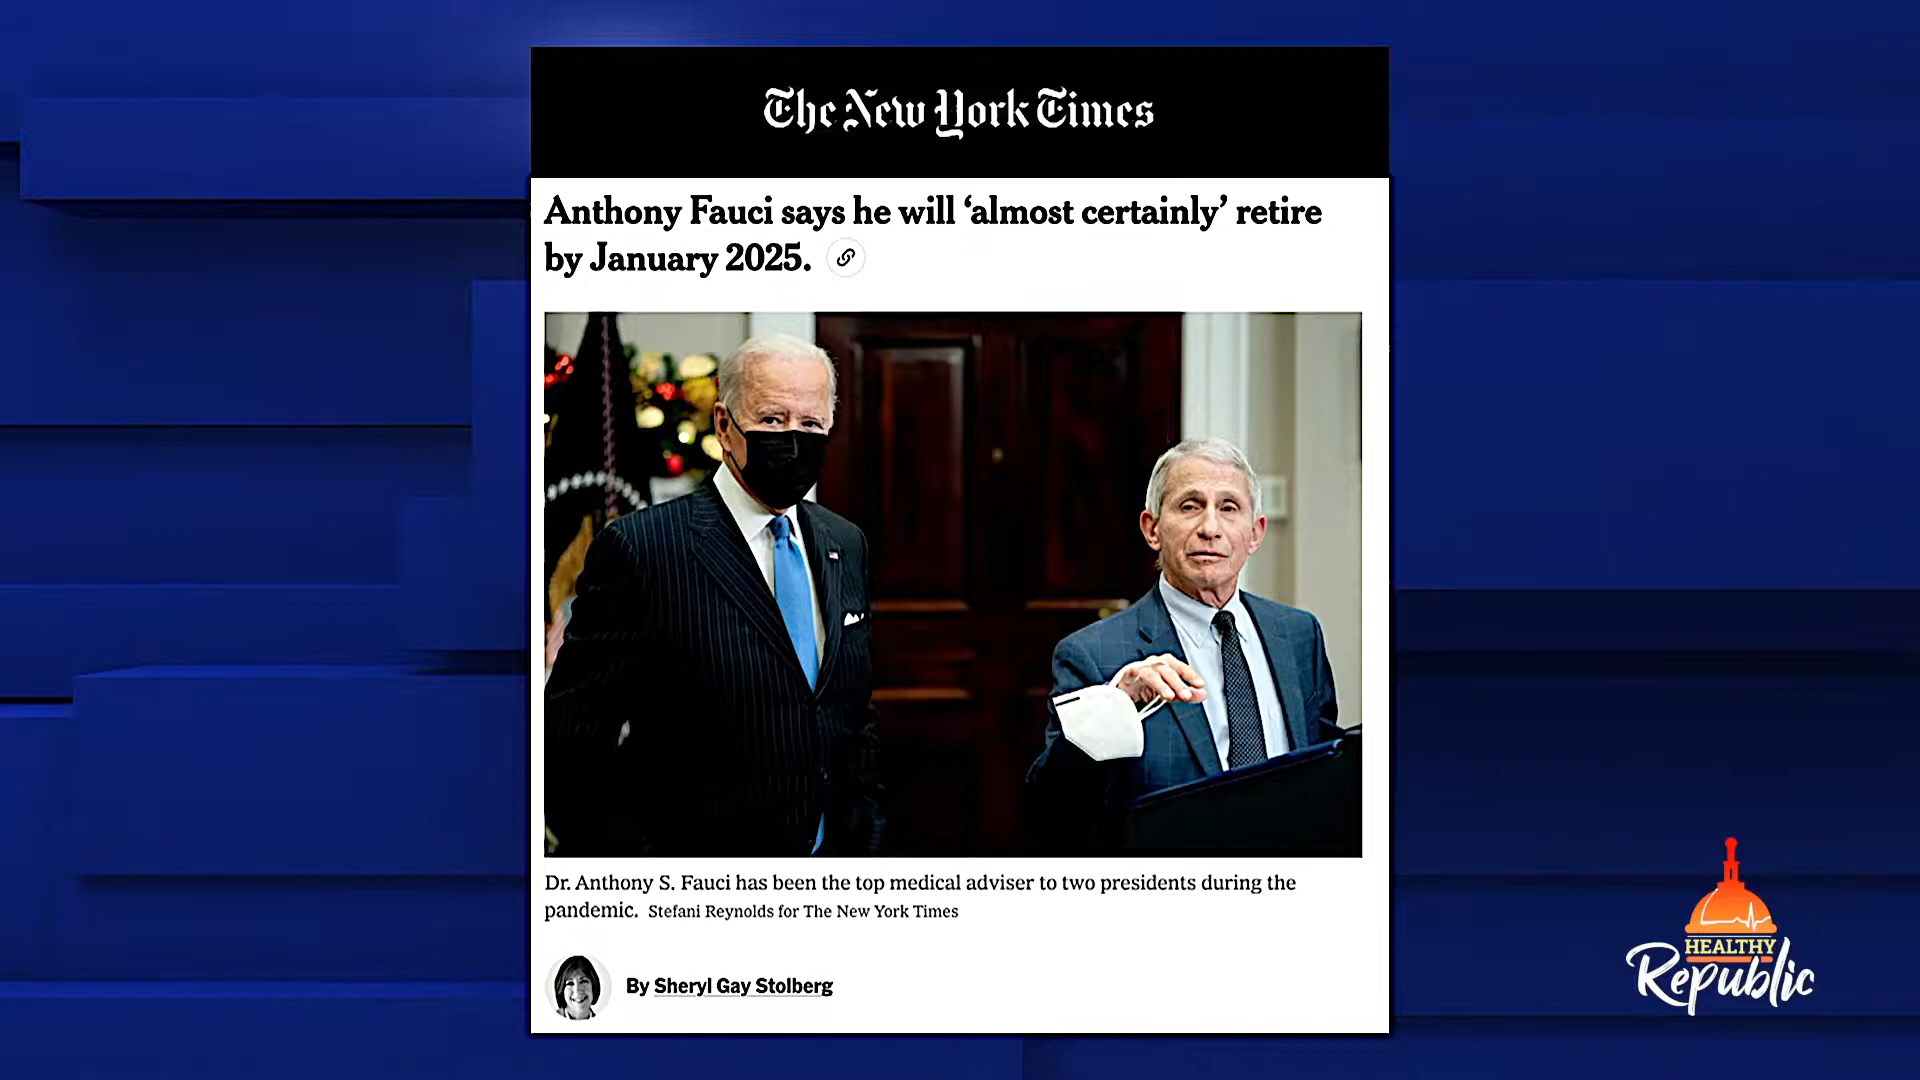 The New York Times
Anthony Fauci says he will ‘almost certainly’ retire
by January 2025.
Dr. Anthony S. Fauci has been the top medical adviser to two presidents during the
pandemic. Stefani Reynolds for The New York Times
By Sheryl Gay Stolberg
HEALTHY
Republic